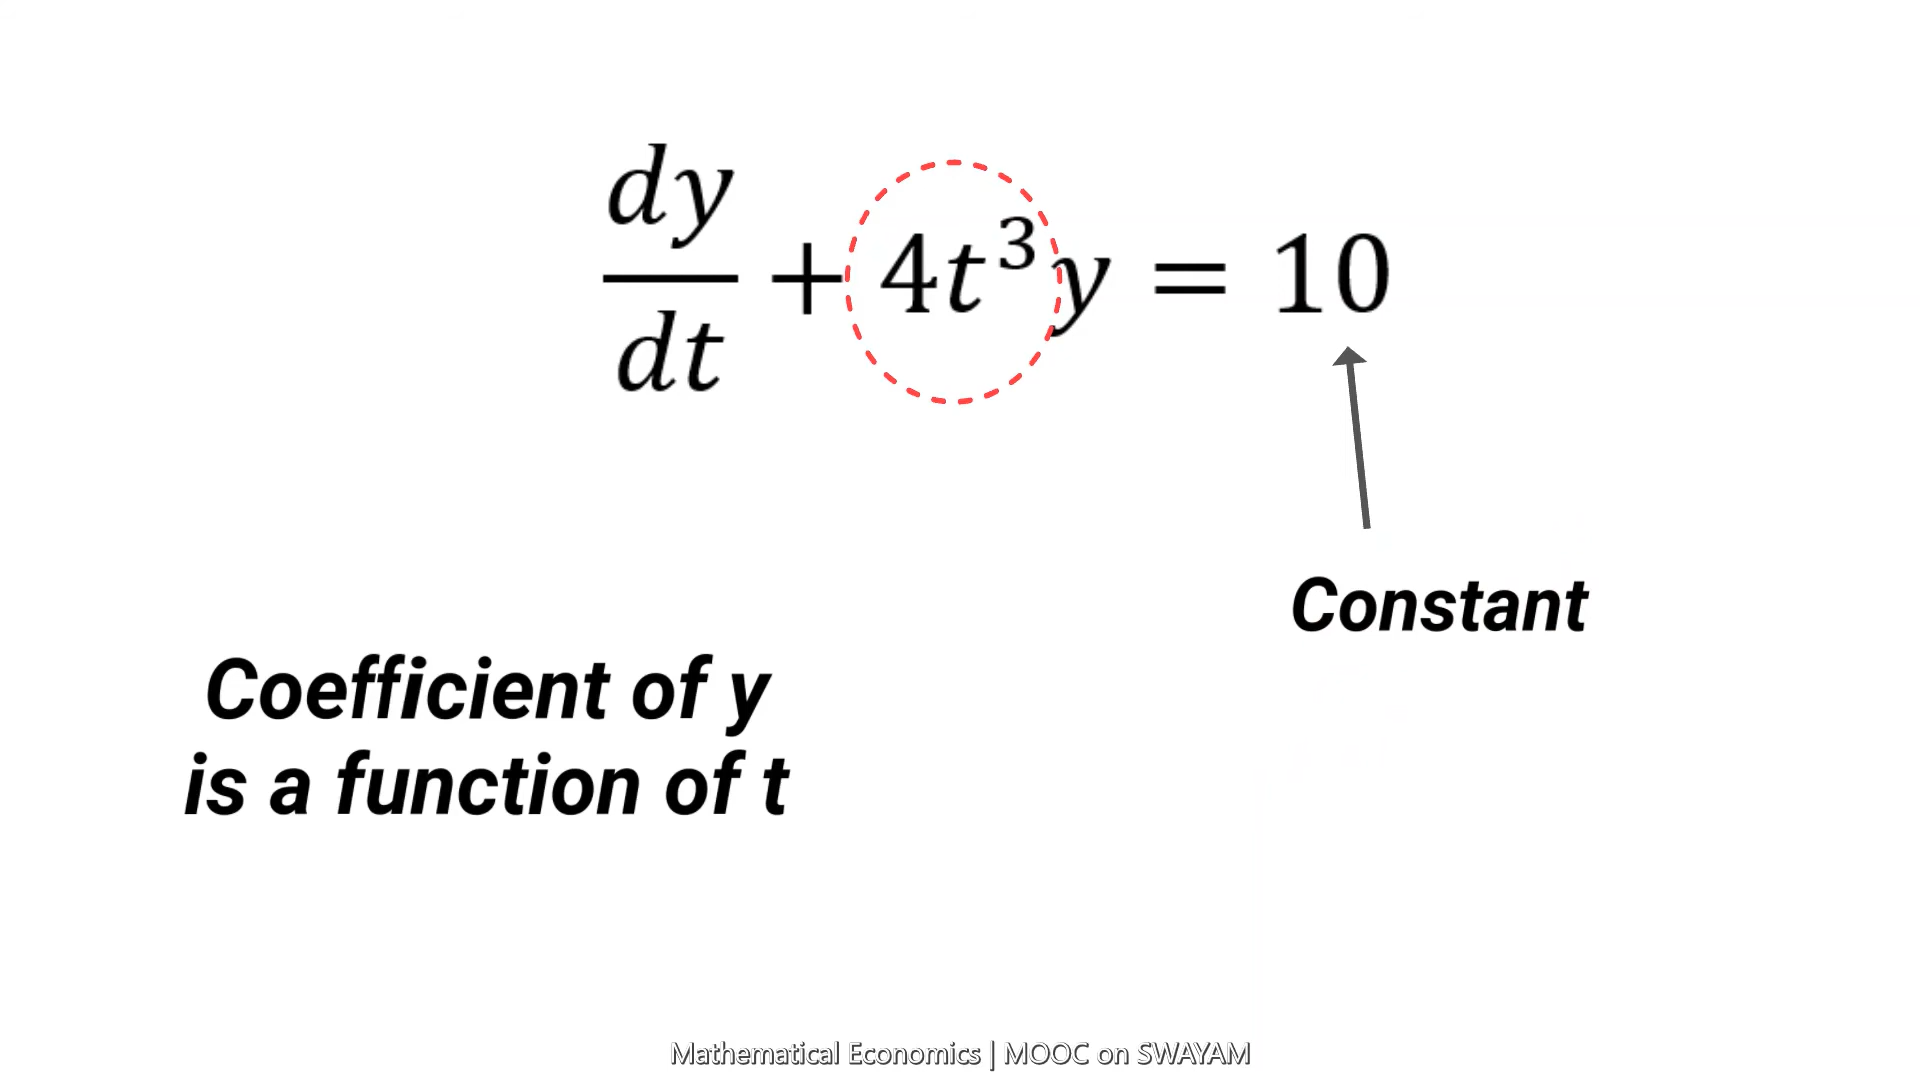 dy/dt + 4t³y = 10
Constant
Coefficient of y
is a function of t
Mathematical Economics | MOOC on SWAYAM